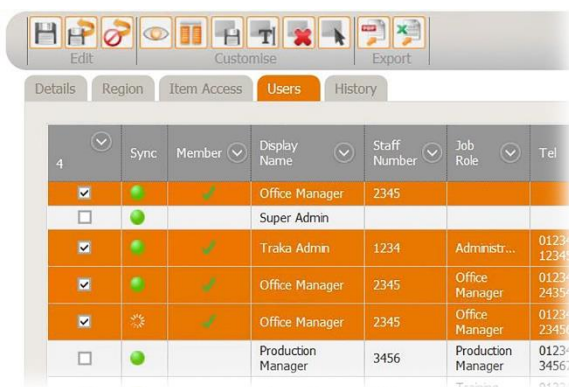 Edit Customise Export
Details Region Item Access Users History
4 Sync Member Display Name Staff Number Job Role Tel
Office Manager 2345
Super Admin
Traka Admin 1234 Administr...
Office Manager 2345 Office Manager
Office Manager 2345 Office Manager
Production Manager 3456 Production Manager